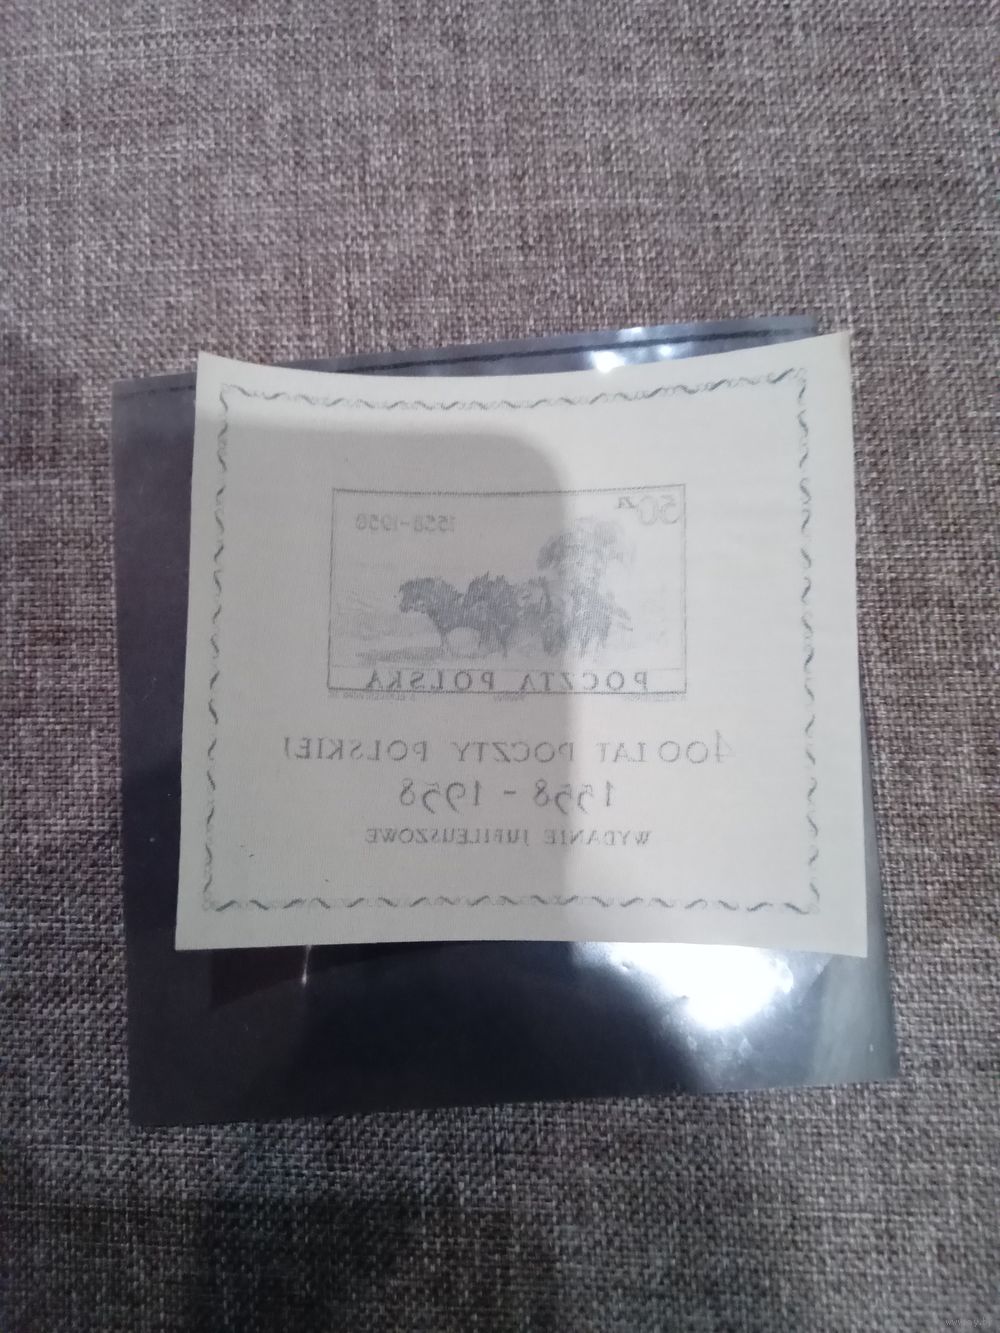 50 zł
1558-1958
POCZTA POLSKA
400 LAT POCZTY POLSKIEJ
1558 - 1958
WYDANIE JUBILEUSZOWE